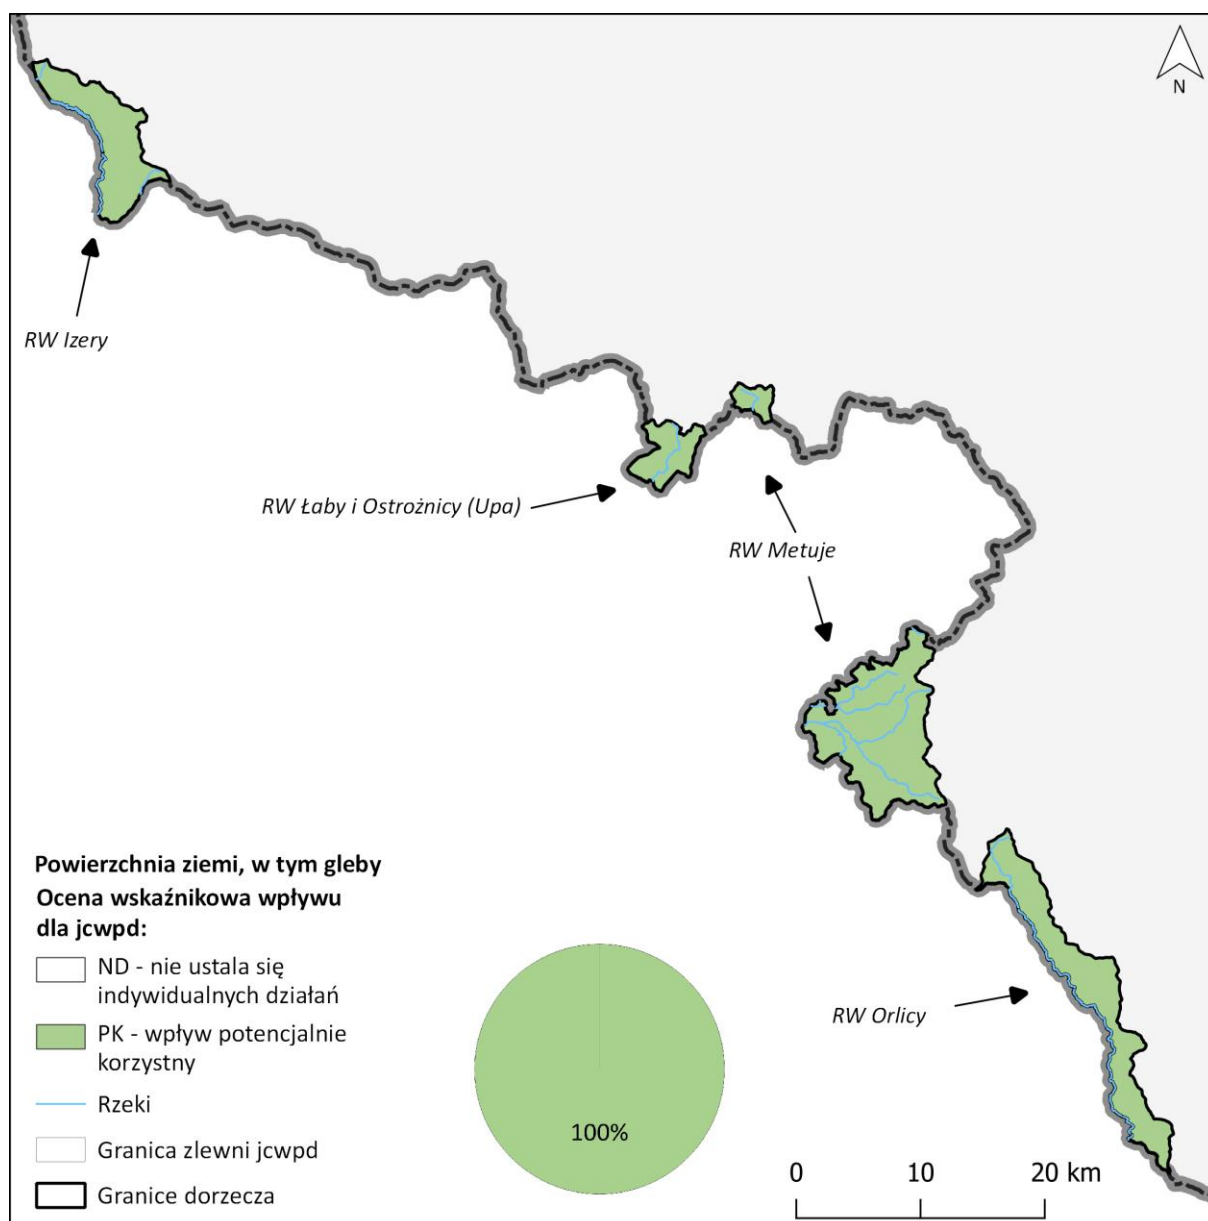 N
RW Izery
RW Łaby i Ostrożnicy (Upa)
RW Metuje
RW Orlicy
Powierzchnia ziemi, w tym gleby
Ocena wskaźnikowa wpływu
dla jcwpd:
ND - nie ustala się
indywidualnych działań
PK - wpływ potencjalnie
korzystny
Rzeki
Granica zlewni jcwpd
Granice dorzecza
100%
0 10 20 km